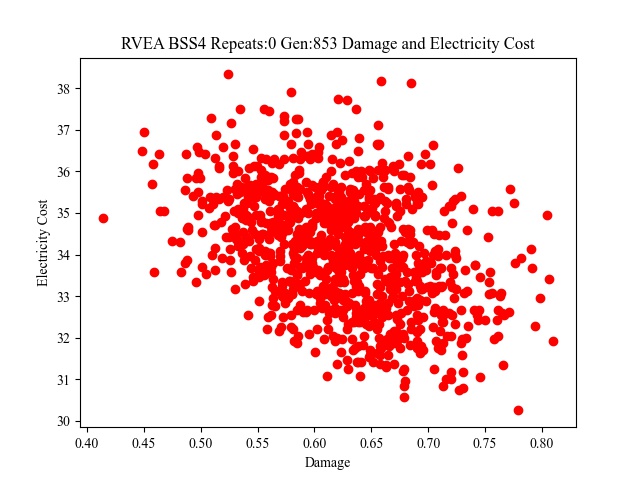 RVEA BSS4 Repeats:0 Gen:853 Damage and Electricity Cost
38
37
36
35
34
33
32
31
30
Electricity Cost
0.40 0.45 0.50 0.55 0.60 0.65 0.70 0.75 0.80
Damage